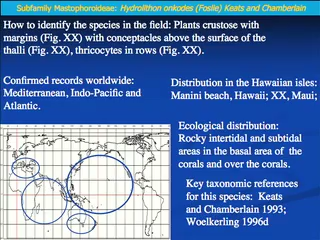 Subfamily Mastophoroideae: Hydrolithon onkodes (Foslie) Keats and Chamberlain
How to identify the species in the field: Plants crustose with
margins (Fig. XX) with conceptacles above the surface of the
thalli (Fig. XX), thricocytes in rows (Fig. XX).
Confirmed records worldwide:
Mediterranean, Indo-Pacific and
Atlantic.
Distribution in the Hawaiian isles:
Manini beach, Hawaii; XX, Maui;
Ecological distribution:
Rocky intertidal and subtidal
areas in the basal area of the
corals and over the corals.
Key taxonomic references
for this species: Keats
and Chamberlain 1993;
Woelkerling 1996d